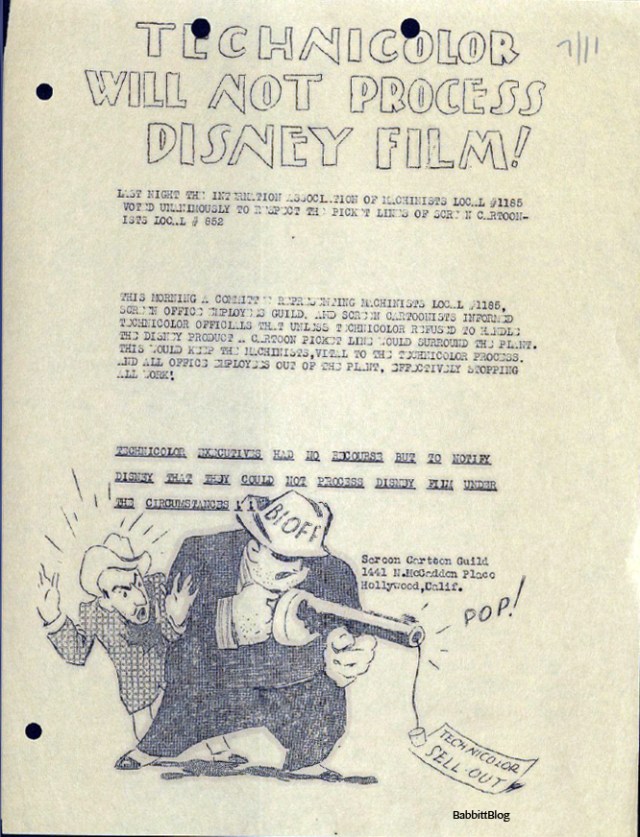 TECHNICOLOR
7/11
WILL NOT PROCESS
DISNEY FILM!
LAST NIGHT THE INTERNATION ASSOCIATION OF MACHINISTS LOCAL #1185
VOTED UNANIMOUSLY TO RESPECT THE PICKET LINES OF SCREEN CARTOON-
ISTS LOCAL # 852
THIS MORNING A COMMITTEE REPRESENTING MACHINISTS LOCAL #1185,
SCREEN OFFICE EMPLOYEES GUILD, AND SCREEN CARTOONISTS INFORMED
TECHNICOLOR OFFICIALS THAT UNLESS TECHNICOLOR REFUSED TO HANDLE
THE DISNEY PRODUCT A CARTOON PICKET LINE WOULD SURROUND THE PLANT.
THIS WOULD KEEP THE MACHINISTS,VITAL TO THE TECHNICOLOR PROCESS.
AND ALL OFFICE EMPLOYEES OUT OF THE PLANT, EFFECTIVELY STOPPING
ALL WORK!
TECHNICOLOR EXECUTIVES HAD NO RECOURSE BUT TO NOTIFY
DISNEY THAT THEY COULD NOT PROCESS DISNEY FILM UNDER
THE CIRCUMSTANCES !!
BIOFF
Screen Cartoon Guild
1441 N.McCadden Place
Hollywood,Calif.
POP!
TECHNICOLOR
SELL-OUT
BabbittBlog